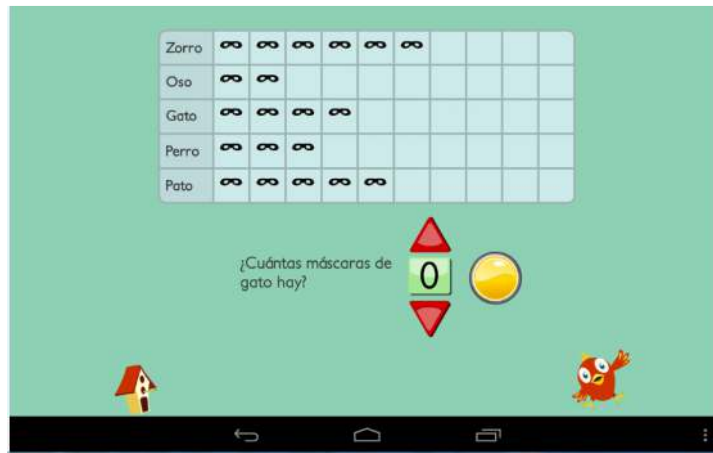 Zorro
Oso
Gato
Perro
Pato
¿Cuántas máscaras de
gato hay?
0